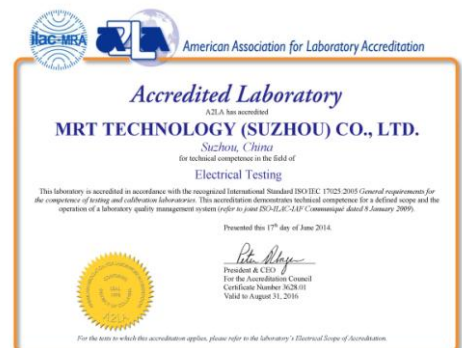 ilac-MRA
A2LA
American Association for Laboratory Accreditation
Accredited Laboratory
A2LA has accredited
MRT TECHNOLOGY (SUZHOU) CO., LTD.
Suzhou, China
for technical competence in the field of
Electrical Testing
This laboratory is accredited in accordance with the recognized International Standard ISO/IEC 17025:2005 General requirements for
the competence of testing and calibration laboratories. This accreditation demonstrates technical competence for a defined scope and the
operation of a laboratory quality management system (refer to joint ISO-ILAC-IAF Communiqué dated 8 January 2009).
Presented this 17th day of June 2014.
President & CEO
For the Accreditation Council
Certificate Number 3628.01
Valid to August 31, 2016
A2LA
For the tests to which this accreditation applies, please refer to the laboratory's Electrical Scope of Accreditation.